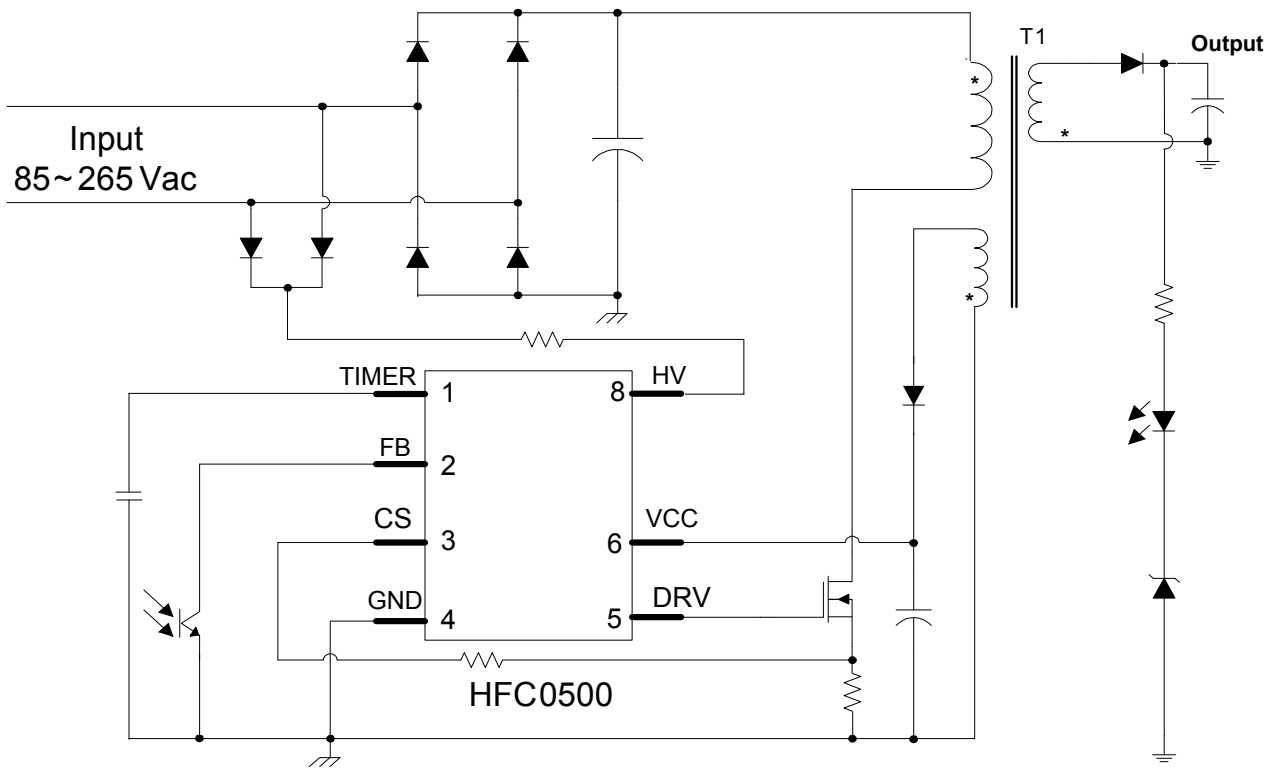 T1
Output
*
*
Input
85~265 Vac
*
TIMER
1
8
HV
FB
2
CS
3
VCC
6
GND
4
DRV
5
HFC0500